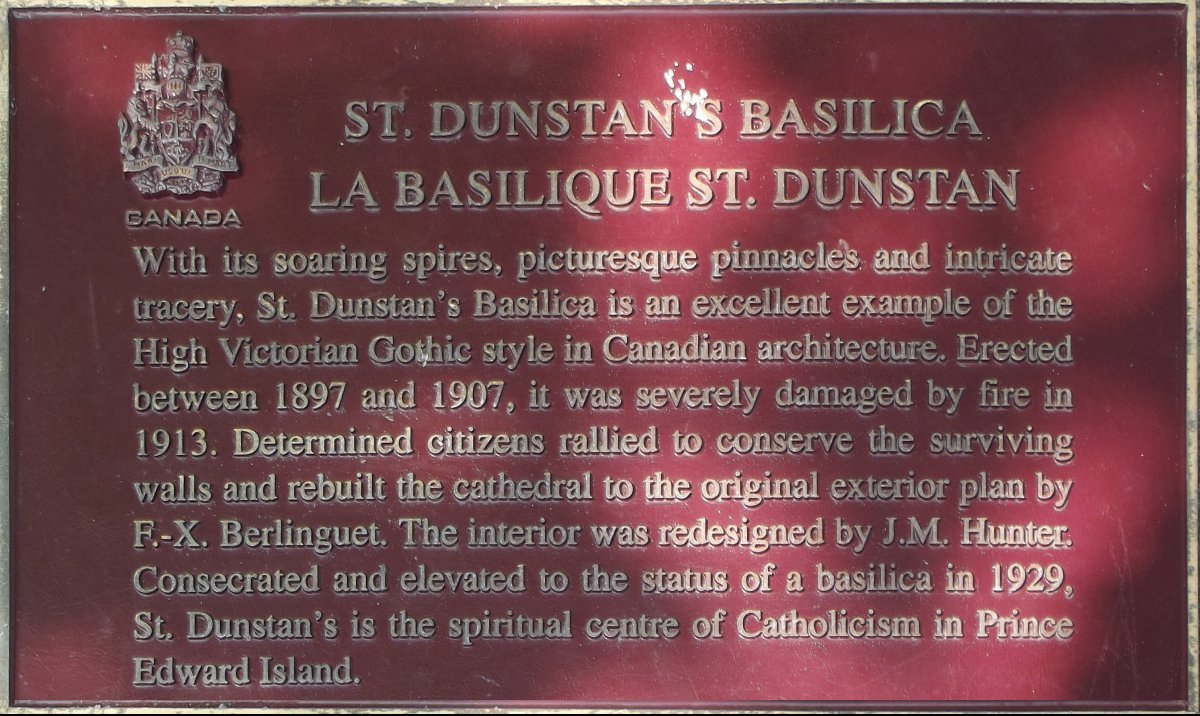 CANADA
ST. DUNSTAN'S BASILICA
LA BASILIQUE ST. DUNSTAN
With its soaring spires, picturesque pinnacles and intricate
tracery, St. Dunstan's Basilica is an excellent example of the
High Victorian Gothic style in Canadian architecture. Erected
between 1897 and 1907, it was severely damaged by fire in
1913. Determined citizens rallied to conserve the surviving
walls and rebuilt the cathedral to the original exterior plan by
F.-X. Berlinguet. The interior was redesigned by J.M. Hunter.
Consecrated and elevated to the status of a basilica in 1929,
St. Dunstan's is the spiritual centre of Catholicism in Prince
Edward Island.